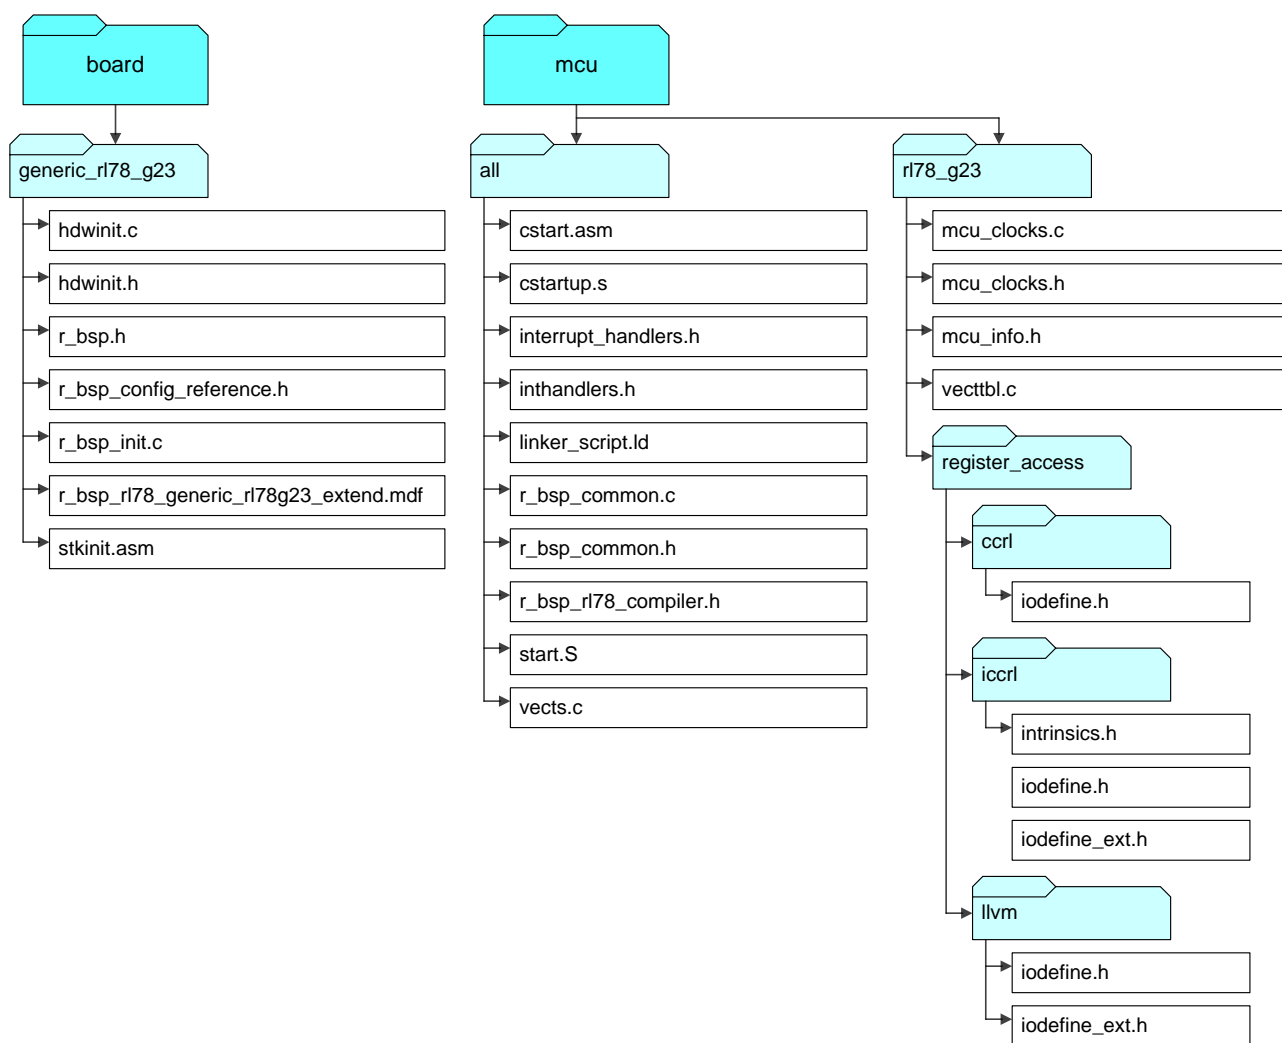 board
generic_rl78_g23
hdwinit.c
hdwinit.h
r_bsp.h
r_bsp_config_reference.h
r_bsp_init.c
r_bsp_rl78_generic_rl78g23_extend.mdf
stkinit.asm
mcu
all
cstart.asm
cstartup.s
interrupt_handlers.h
inthandlers.h
linker_script.ld
r_bsp_common.c
r_bsp_common.h
r_bsp_rl78_compiler.h
start.S
vects.c
rl78_g23
mcu_clocks.c
mcu_clocks.h
mcu_info.h
vecttbl.c
register_access
ccrl
iodefine.h
iccrl
intrinsics.h
iodefine.h
iodefine_ext.h
llvm
iodefine.h
iodefine_ext.h